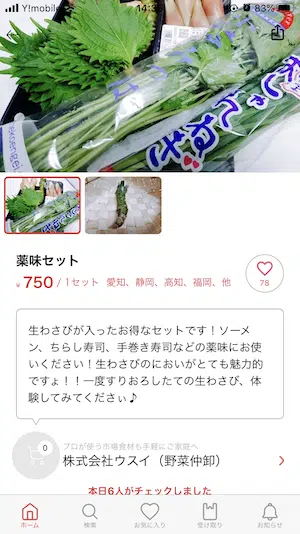 Y!mobile
83%
薬味セット
¥750 / 1セット 愛知、静岡、高知、福岡、他
78
生わさびが入ったお得なセットです！ソーメ
ン、ちらし寿司、手巻き寿司などの薬味にお使
いください！生わさびのにおいがとても魅力的
ですょ！！一度すりおろしたての生わさび、体
験してみてくださぃ♪
0
プロが使う市場食材も手軽にご家庭へ
株式会社ウスイ（野菜仲卸）
本日6人がチェックしました
ホーム
検索
お気に入り
受け取り
お知らせ